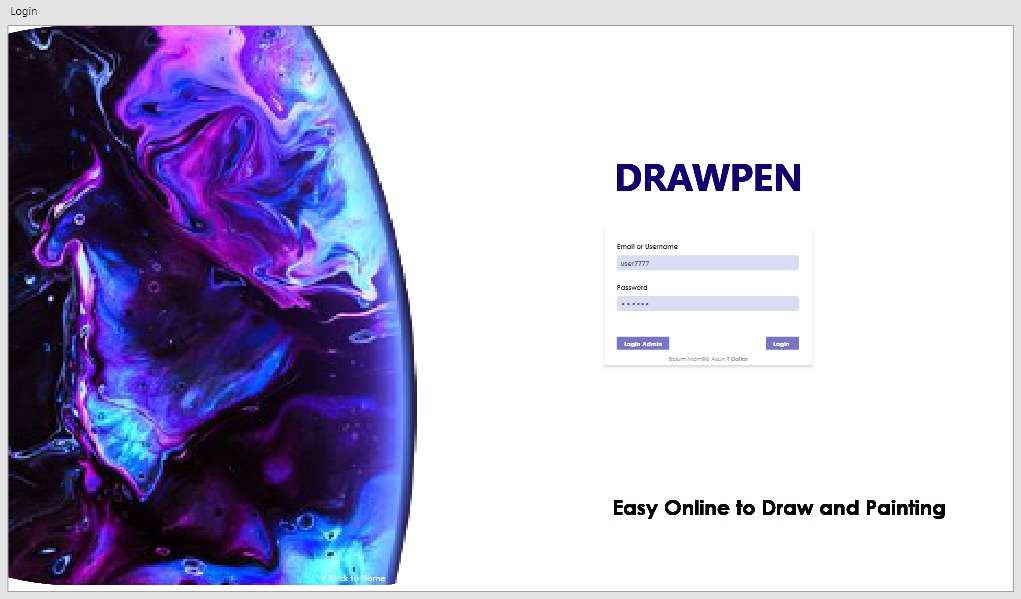 Login
DRAWPEN
Email or Username
user7777
Password
••••••
Login Admin
Login
Belum Memiliki Akun ? Daftar
Easy Online to Draw and Painting
< Back to Home